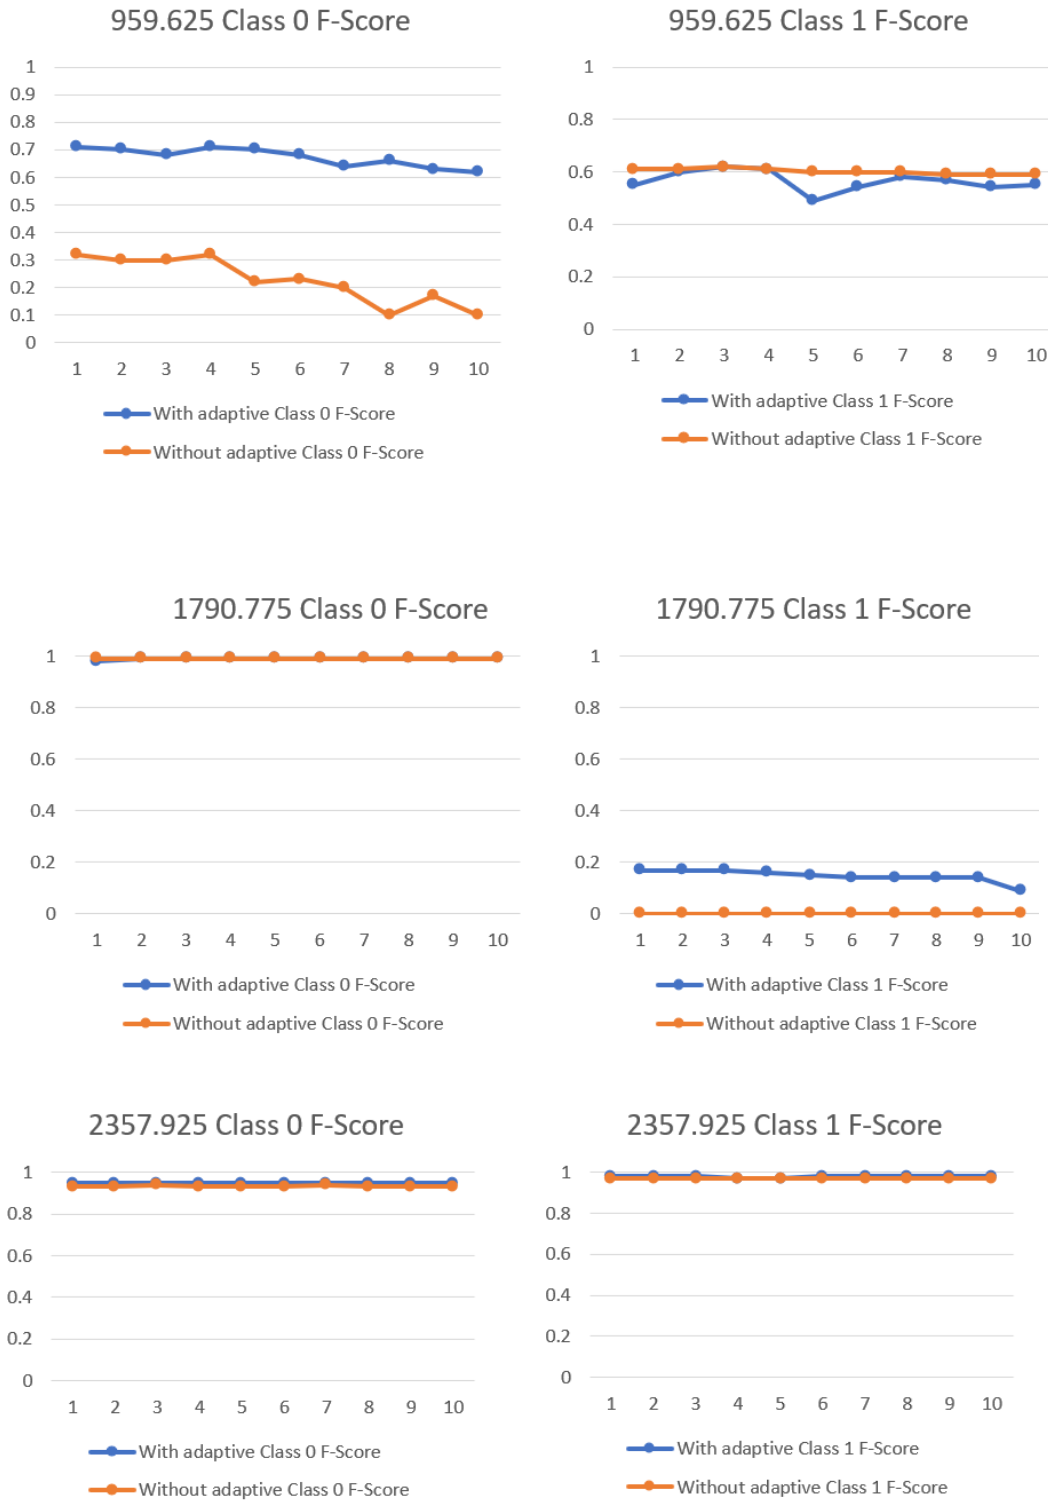 959.625 Class 0 F-Score
1
0.9
0.8
0.7
0.6
0.5
0.4
0.3
0.2
0.1
0
1 2 3 4 5 6 7 8 9 10
With adaptive Class 0 F-Score
Without adaptive Class 0 F-Score
959.625 Class 1 F-Score
1
0.8
0.6
0.4
0.2
0
1 2 3 4 5 6 7 8 9 10
With adaptive Class 1 F-Score
Without adaptive Class 1 F-Score
1790.775 Class 0 F-Score
1
0.8
0.6
0.4
0.2
0
1 2 3 4 5 6 7 8 9 10
With adaptive Class 0 F-Score
Without adaptive Class 0 F-Score
1790.775 Class 1 F-Score
1
0.8
0.6
0.4
0.2
0
1 2 3 4 5 6 7 8 9 10
With adaptive Class 1 F-Score
Without adaptive Class 1 F-Score
2357.925 Class 0 F-Score
1
0.8
0.6
0.4
0.2
0
1 2 3 4 5 6 7 8 9 10
With adaptive Class 0 F-Score
Without adaptive Class 0 F-Score
2357.925 Class 1 F-Score
1
0.8
0.6
0.4
0.2
0
1 2 3 4 5 6 7 8 9 10
With adaptive Class 1 F-Score
Without adaptive Class 1 F-Score